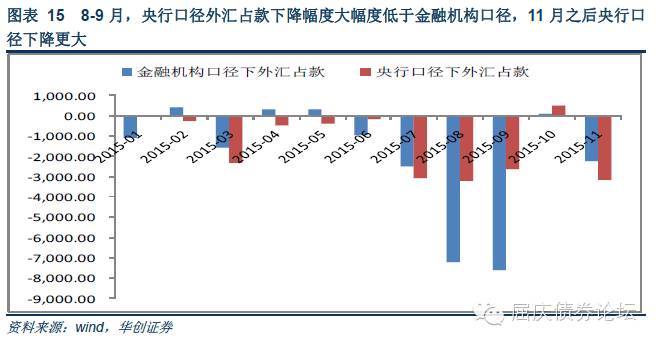 图表 15 8-9 月，央行口径外汇占款下降幅度大幅度低于金融机构口径，11 月之后央行口
径下降更大
金融机构口径下外汇占款 央行口径下外汇占款
1,000.00
0.00
-1,000.00
-2,000.00
-3,000.00
-4,000.00
-5,000.00
-6,000.00
-7,000.00
-8,000.00
-9,000.00
2015-01 2015-02 2015-03 2015-04 2015-05 2015-06 2015-07 2015-08 2015-09 2015-10 2015-11
屈庆债券论坛
资料来源：wind，华创证券